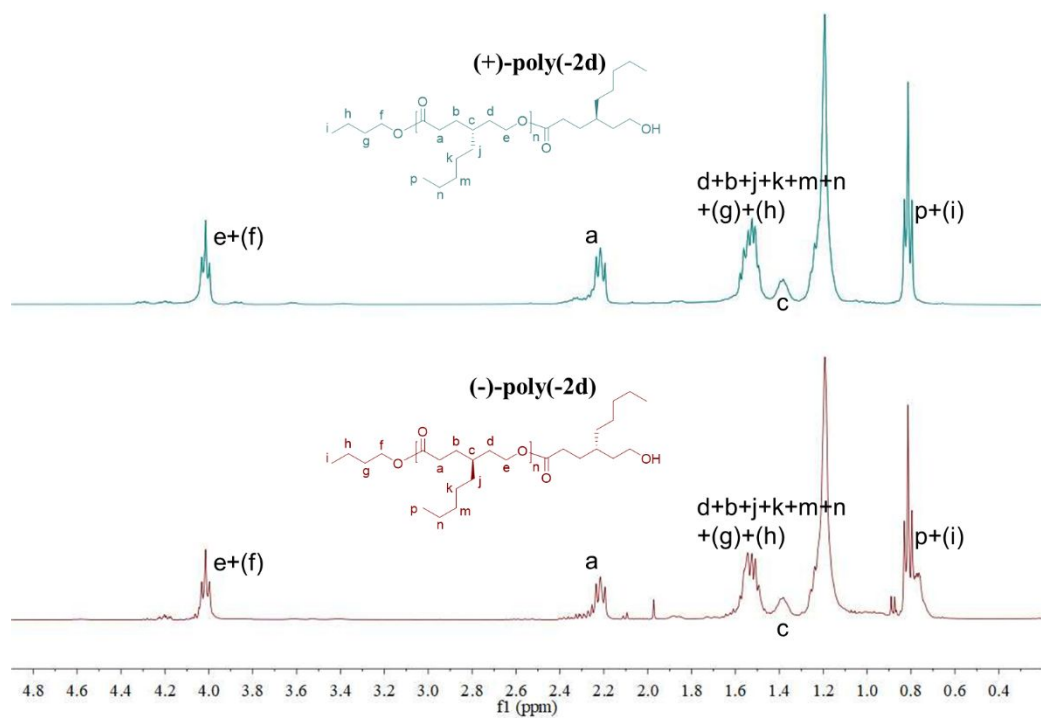 (+)-poly(-2d)
O
h
f
b
d
i
g
O
c
O
n
OH
a
e
j
O
k
p
m
n
d+b+j+k+m+n
+(g)+(h)
p+(i)
e+(f)
a
c
(-)-poly(-2d)
O
h
f
b
d
i
g
O
c
O
n
OH
a
e
j
O
k
p
m
n
d+b+j+k+m+n
+(g)+(h)
p+(i)
e+(f)
a
c
4.8 4.6 4.4 4.2 4.0 3.8 3.6 3.4 3.2 3.0 2.8 2.6 2.4 2.2 2.0 1.8 1.6 1.4 1.2 1.0 0.8 0.6 0.4
f1 (ppm)